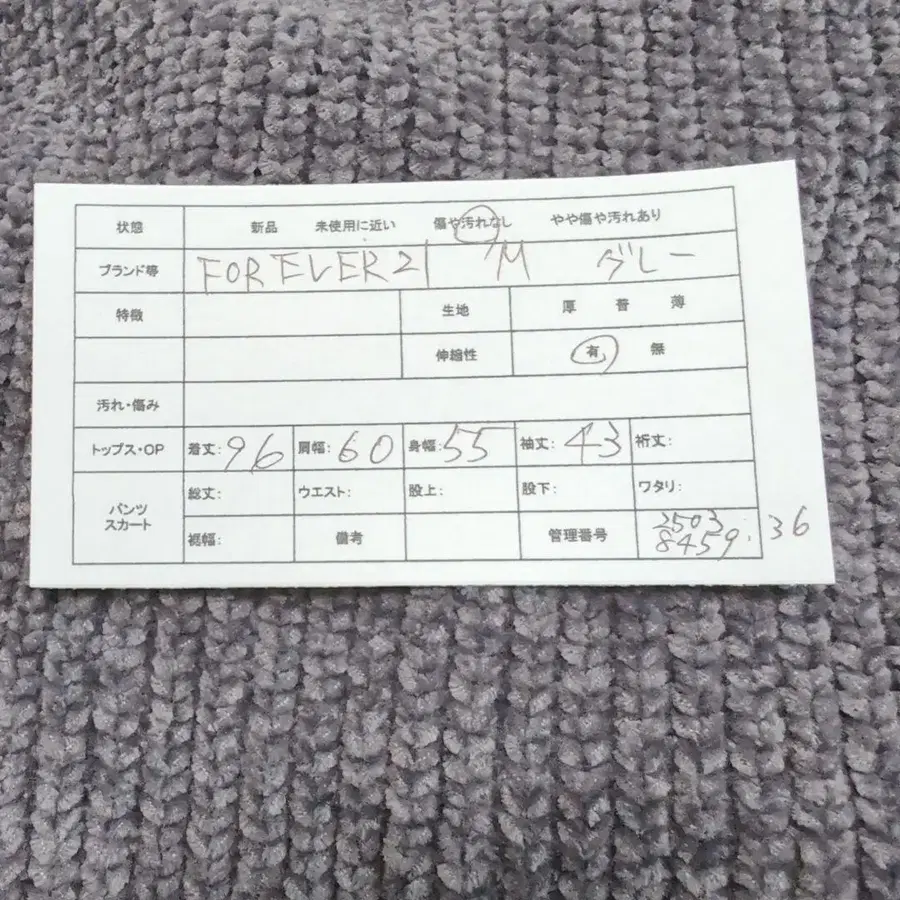 状態 新品 未使用に近い 傷や汚れなし やや傷や汚れあり
ブランド等 FOREVER21 M グレー
特徴 生地 厚 普 薄
伸縮性 有 無
汚れ・傷み
トップス・OP 着丈:96 肩幅:60 身幅:55 袖丈:43 裄丈:
パンツ スカート 総丈: ウエスト: 股上: 股下: ワタリ:
裾幅: 備考 管理番号 2503 8459. 36